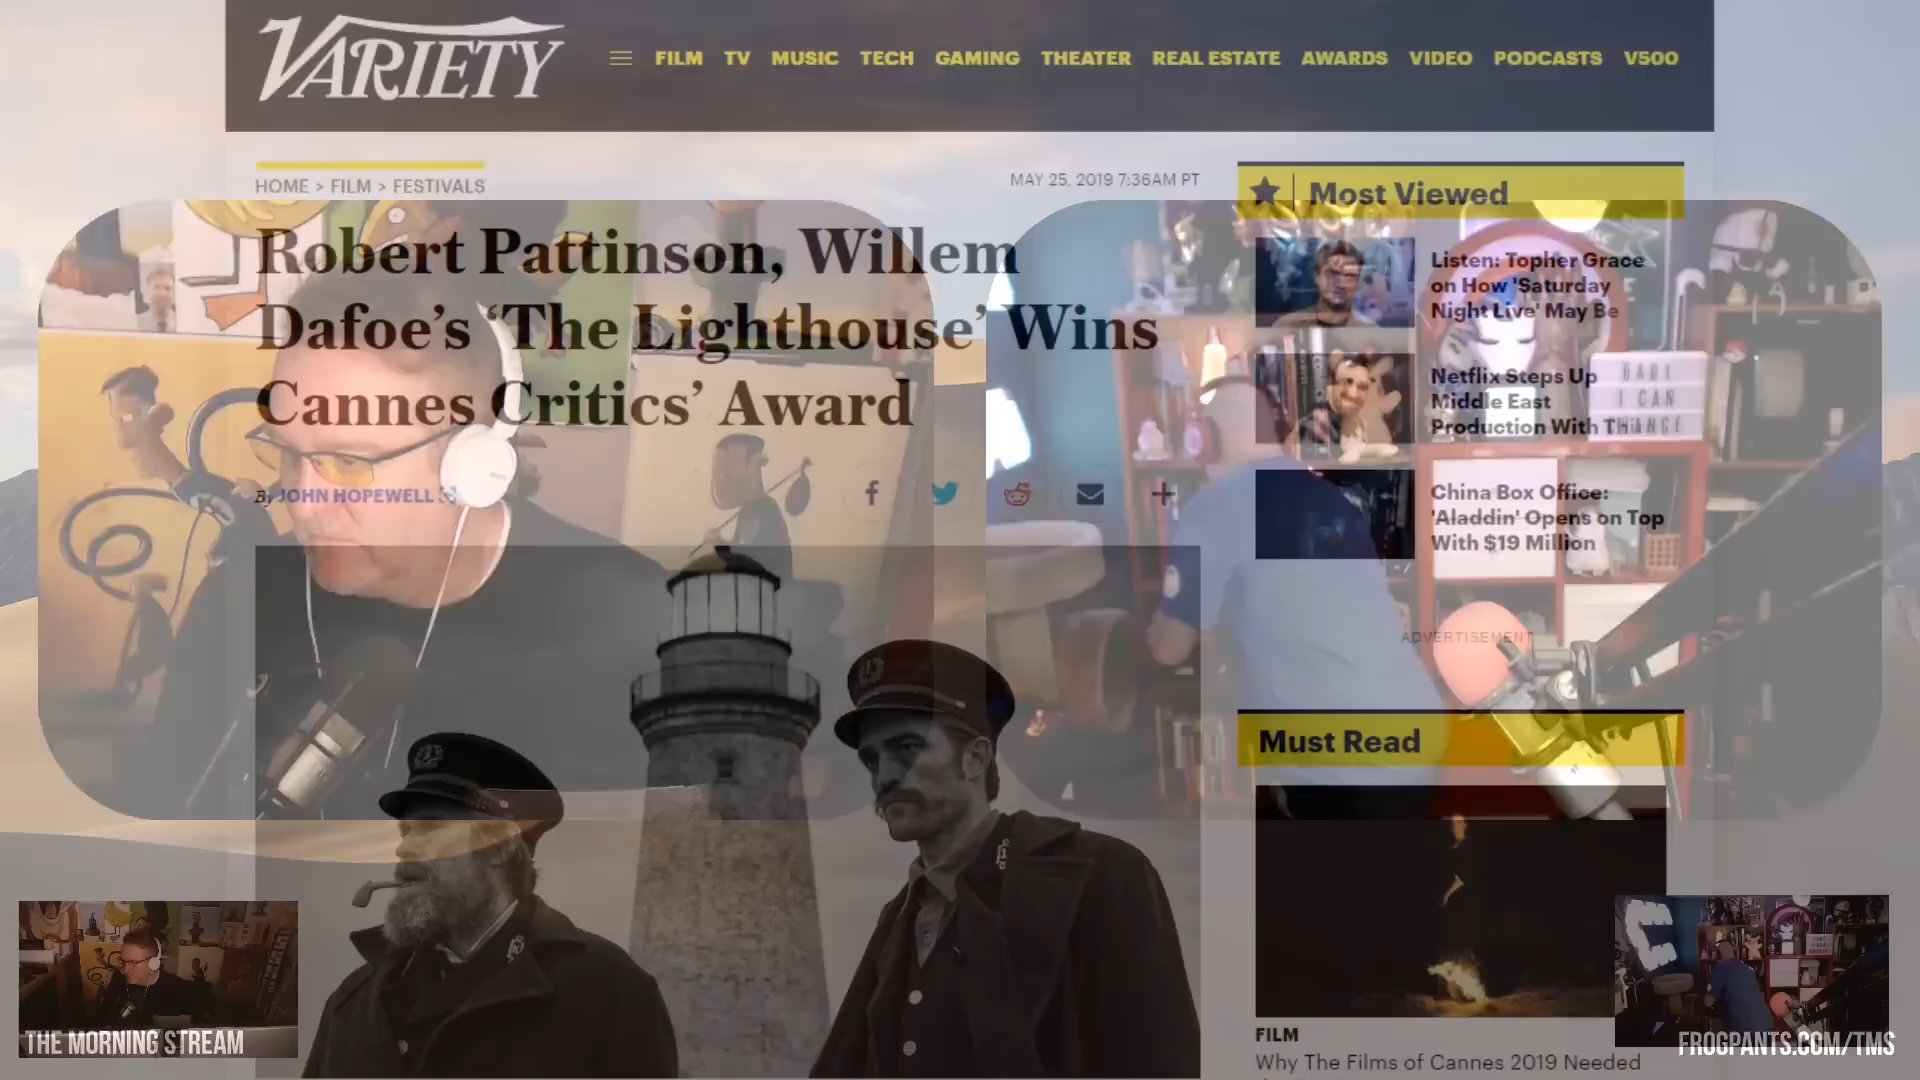 VARIETY
FILM TV MUSIC TECH GAMING THEATER REAL ESTATE AWARDS VIDEO PODCASTS V500
HOME > FILM > FESTIVALS
MAY 25, 2019 7:36AM PT
Robert Pattinson, Willem
Dafoe’s ‘The Lighthouse’ Wins
Cannes Critics’ Award
By JOHN HOPEWELL
Most Viewed
Listen: Topher Grace
on How 'Saturday
Night Live' May Be
Netflix Steps Up
Middle East
Production With
BABY
I CAN
CHANGE
China Box Office:
'Aladdin' Opens on Top
With $19 Million
ADVERTISEMENT
Must Read
FILM
Why The Films of Cannes 2019 Needed
THE MORNING STREAM
FROGPANTS.COM/TMS